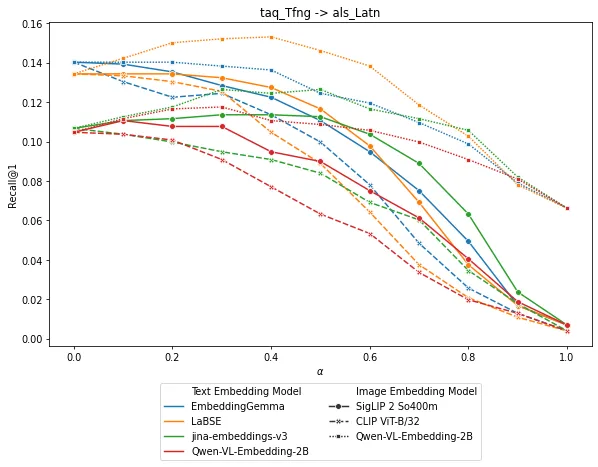 taq_Tfng -> als_Latn
Recall@1
0.16
0.14
0.12
0.10
0.08
0.06
0.04
0.02
0.00
0.0 0.2 0.4 0.6 0.8 1.0
α
Text Embedding Model Image Embedding Model
EmbeddingGemma SigLIP 2 So400m
LaBSE CLIP ViT-B/32
jina-embeddings-v3 Qwen-VL-Embedding-2B
Qwen-VL-Embedding-2B